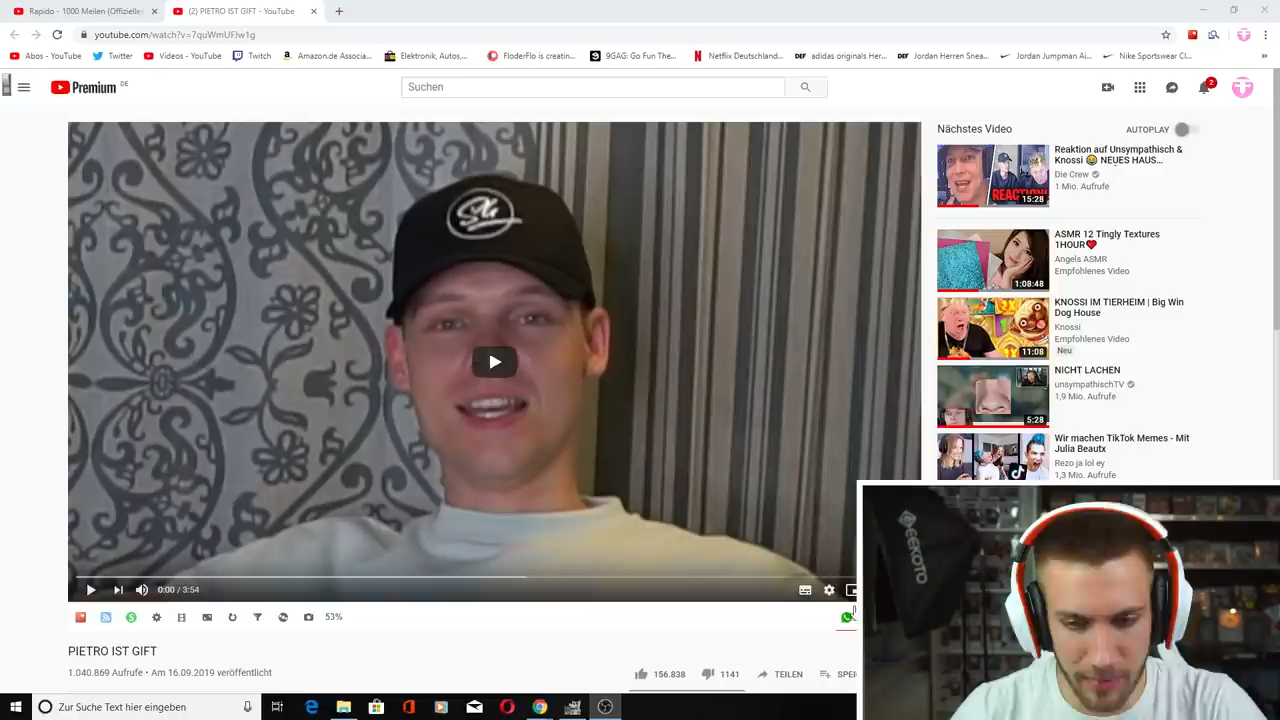 Rapido - 1000 Meilen (Offizielle
(2) PIETRO IST GIFT - YouTube
youtube.com/watch?v=7quWmUFJw1g
Abos - YouTube
Twitter
Videos - YouTube
Twitch
Amazon.de Associa...
Elektronik, Autos,...
FloderFlo is creatin...
9GAG: Go Fun The...
Netflix Deutschland...
DEF adidas originals Her...
DEF Jordan Herren Snea...
Jordan Jumpman Ai...
Nike Sportswear Cl...
Premium DE
Suchen
2
Nächstes Video
AUTOPLAY
Reaktion auf Unsympathisch &
Knossi 😂 NEUES HAUS...
Die Crew
1 Mio. Aufrufe
REACTION
15:28
ASMR 12 Tingly Textures
1HOUR❤
Angels ASMR
Empfohlenes Video
1:08:48
KNOSSI IM TIERHEIM | Big Win
Dog House
Knossi
Empfohlenes Video
Neu
11:08
NICHT LACHEN
unsympathischTV
1,9 Mio. Aufrufe
5:28
Wir machen TikTok Memes - Mit
Julia Beautx
Rezo ja lol ey
1,3 Mio. Aufrufe
GEEKOTO
0:00 / 3:54
53%
PIETRO IST GIFT
1.040.869 Aufrufe • Am 16.09.2019 veröffentlicht
156.838
1141
TEILEN
SPEI
Zur Suche Text hier eingeben